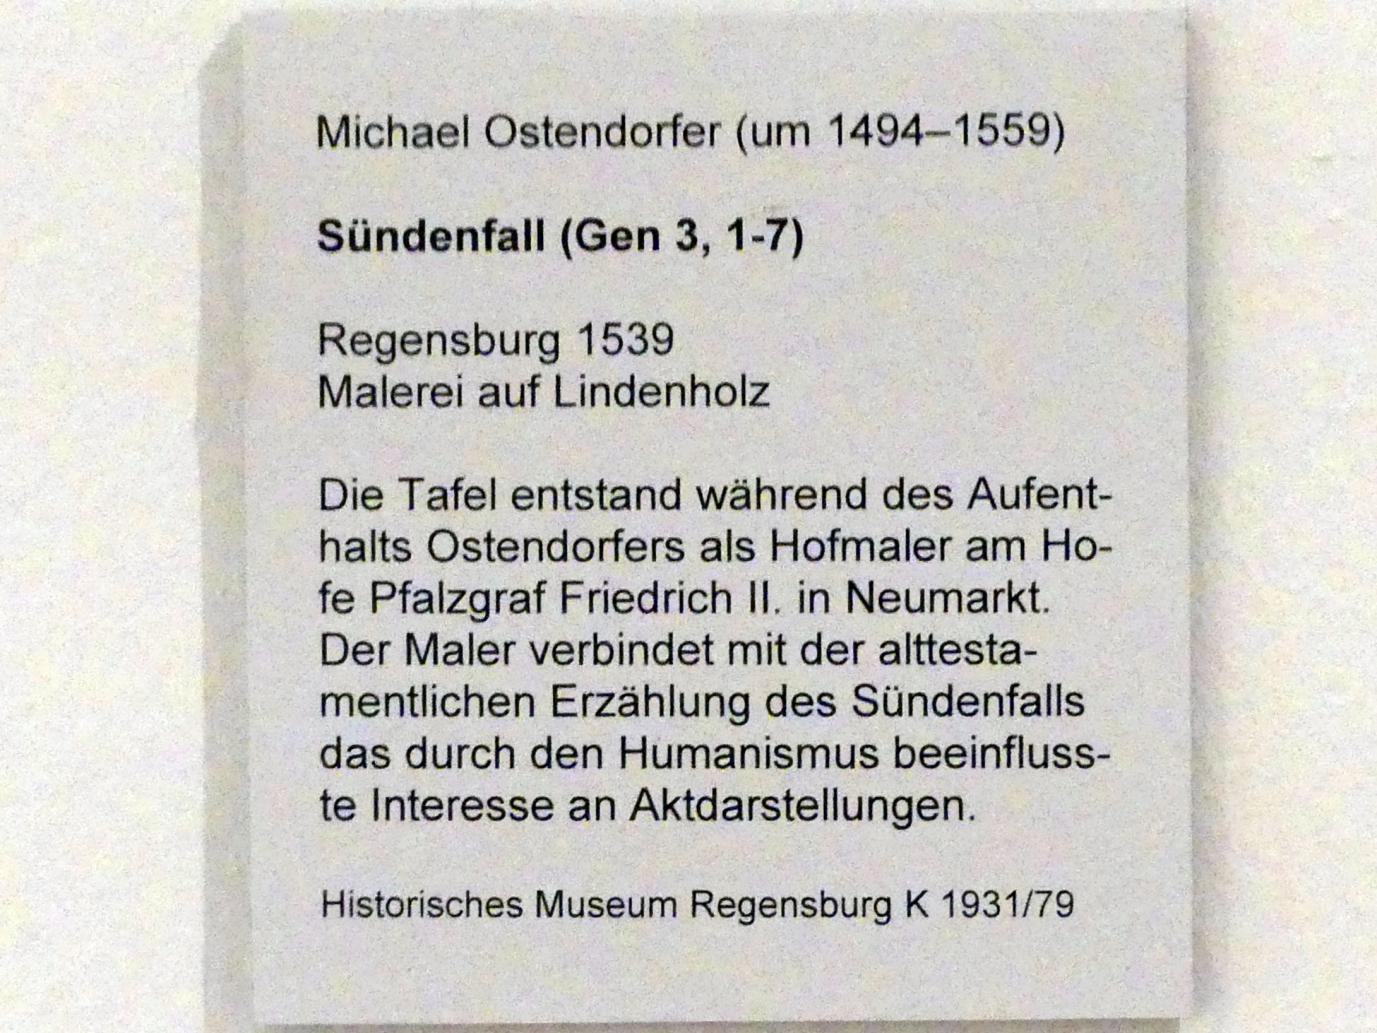 Michael Ostendorfer (um 1494–1559)
Sündenfall (Gen 3, 1-7)
Regensburg 1539
Malerei auf Lindenholz
Die Tafel entstand während des Aufent-
halts Ostendorfers als Hofmaler am Ho-
fe Pfalzgraf Friedrich II. in Neumarkt.
Der Maler verbindet mit der alttesta-
mentlichen Erzählung des Sündenfalls
das durch den Humanismus beeinfluss-
te Interesse an Aktdarstellungen.
Historisches Museum Regensburg K 1931/79